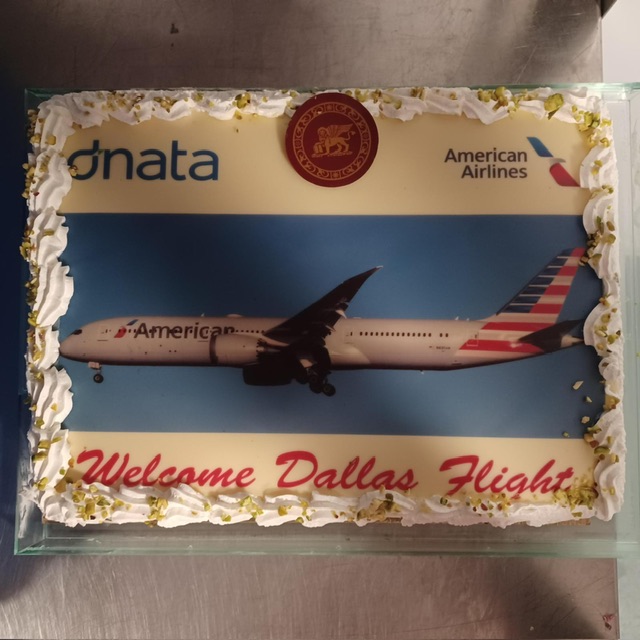 dnata
American
Airlines
American
Welcome Dallas Flight